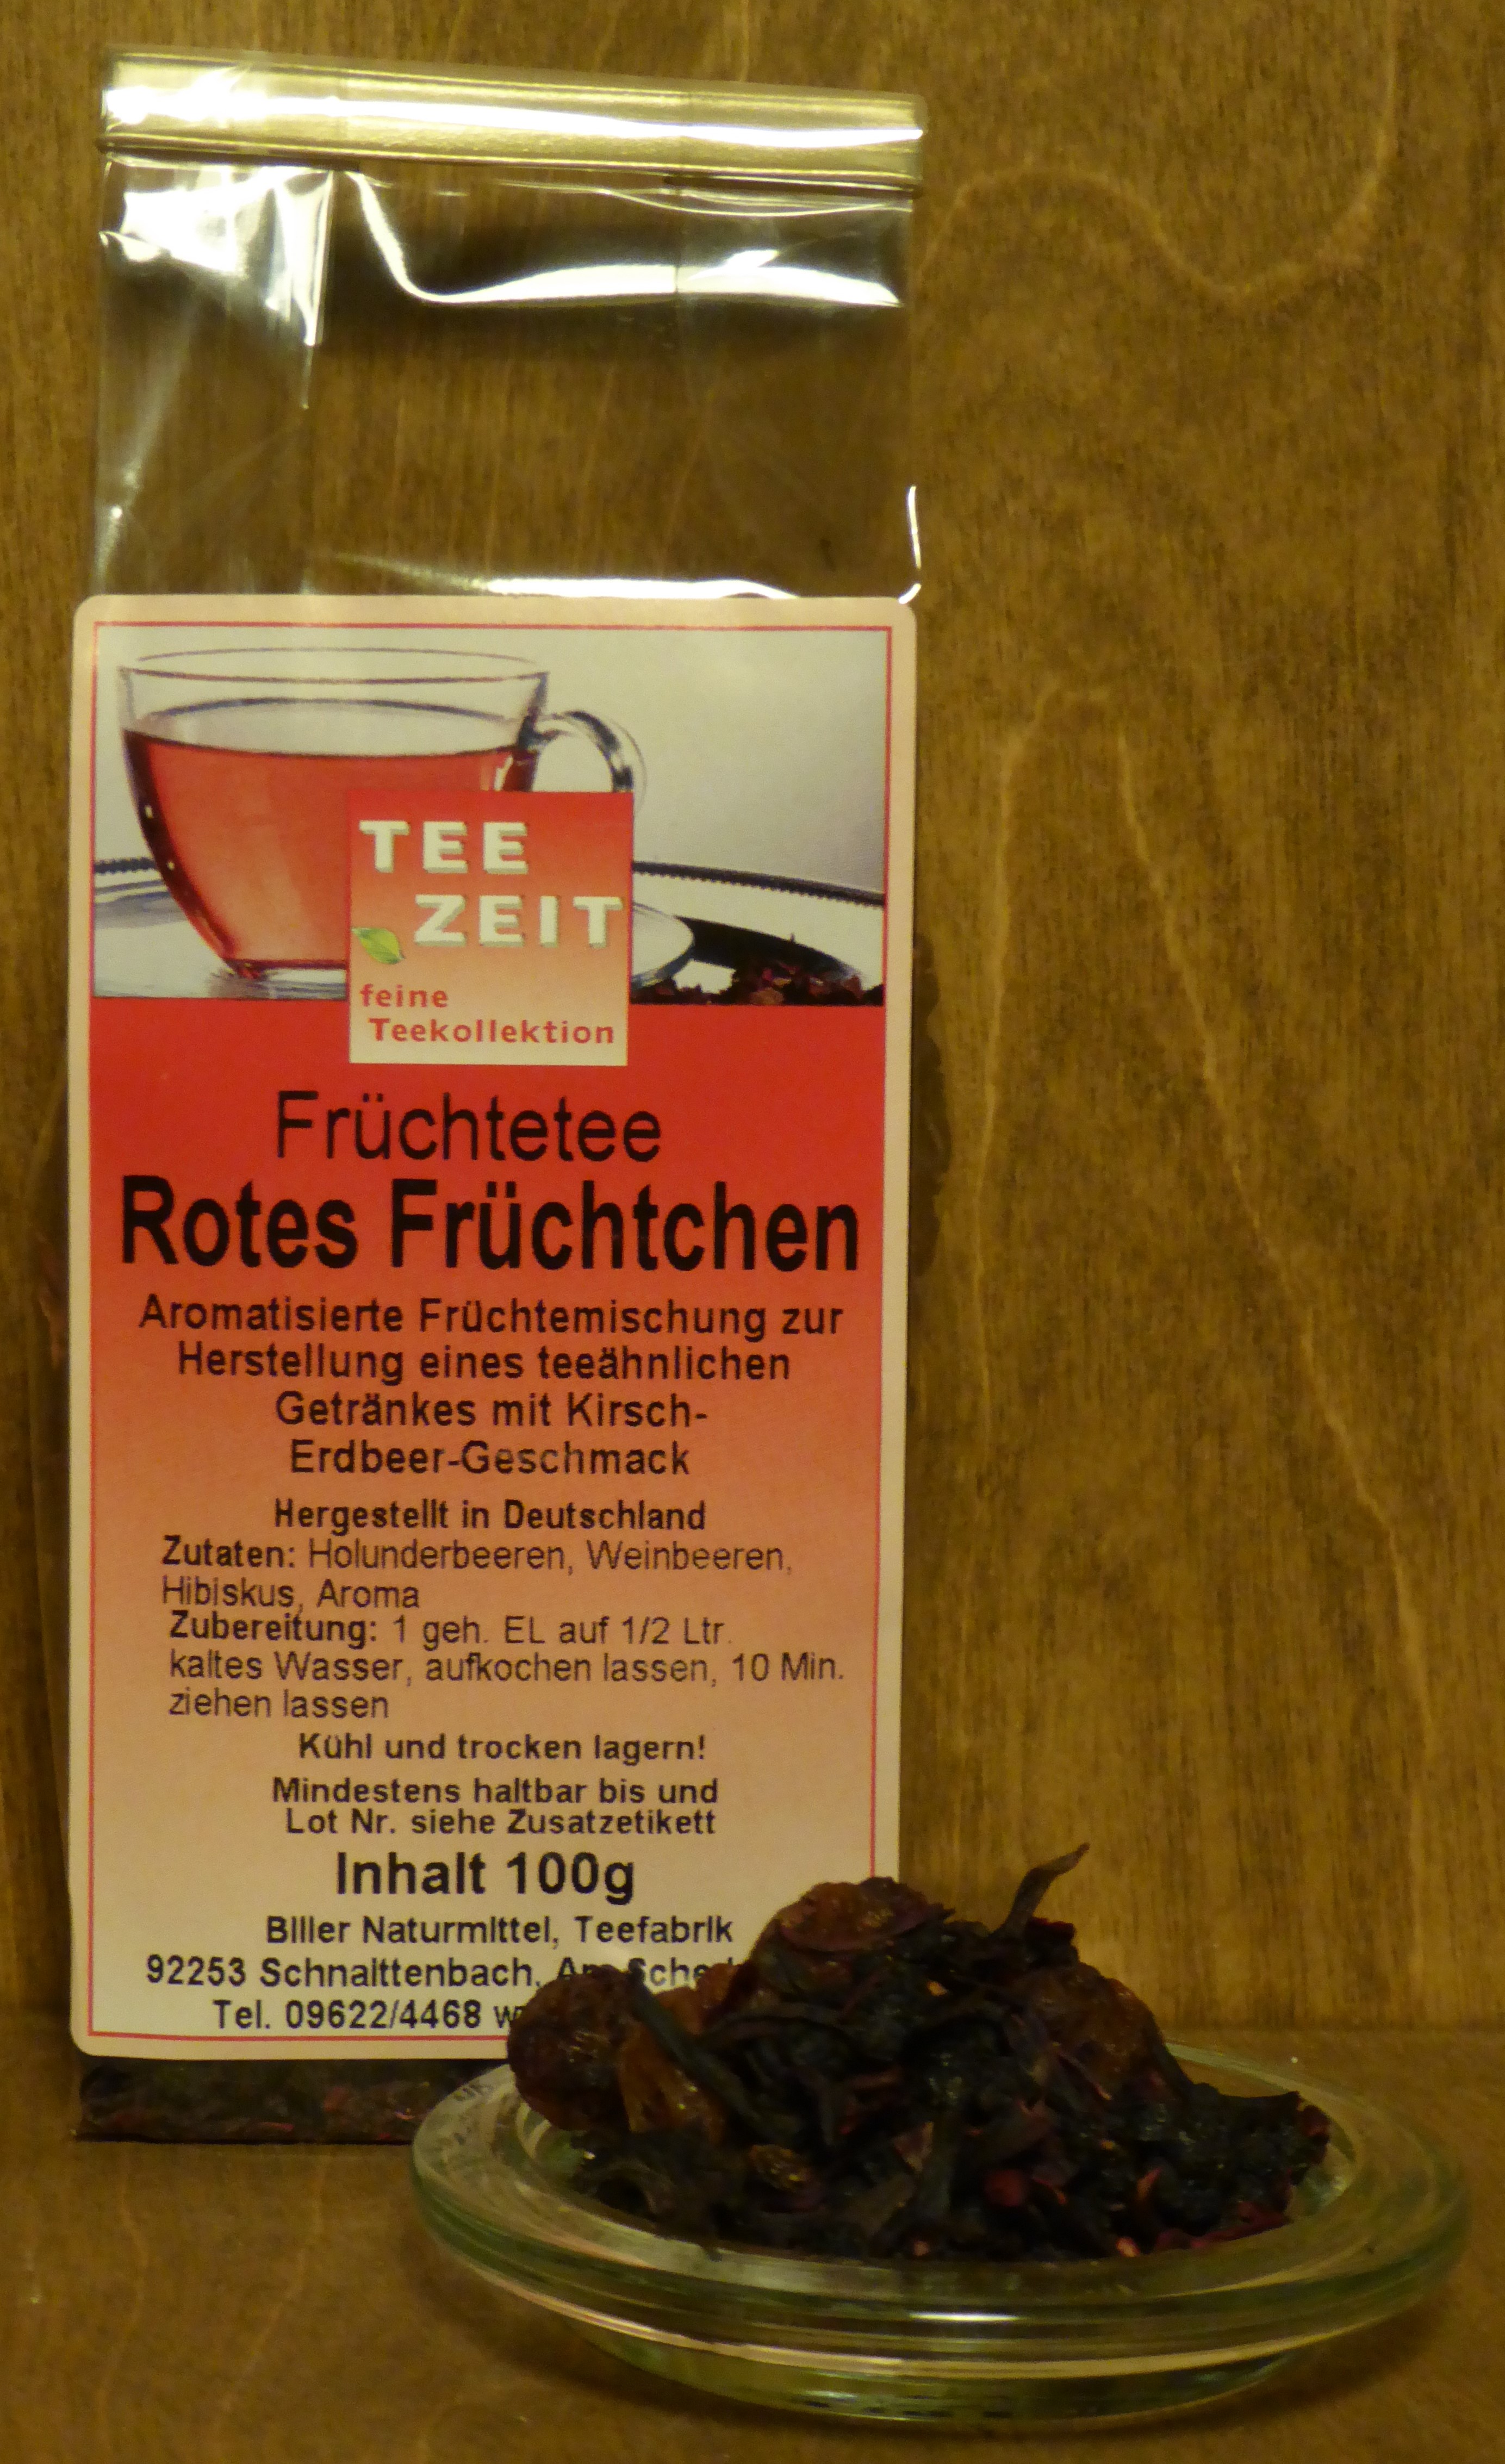 TEE
ZEIT
feine
Teekollektion
Früchtetee
Rotes Früchtchen
Aromatisierte Früchtemischung zur
Herstellung eines teeähnlichen
Getränkes mit Kirsch-
Erdbeer-Geschmack
Hergestellt in Deutschland
Zutaten: Holunderbeeren, Weinbeeren,
Hibiskus, Aroma
Zubereitung: 1 geh. EL auf 1/2 Ltr.
kaltes Wasser, aufkochen lassen, 10 Min.
ziehen lassen
Kühl und trocken lagern!
Mindestens haltbar bis und
Lot Nr. siehe Zusatzetikett
Inhalt 100g
Biller Naturmittel, Teefabrik
92253 Schnaittenbach, Am
Tel. 09622/4468